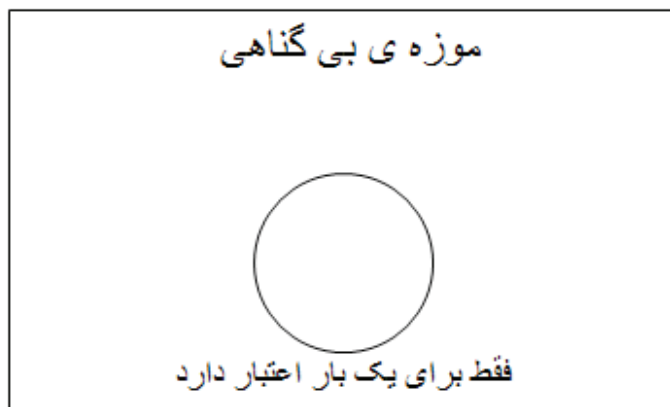 موزه ی بی گناهی
فقط برای یک بار اعتبار دارد